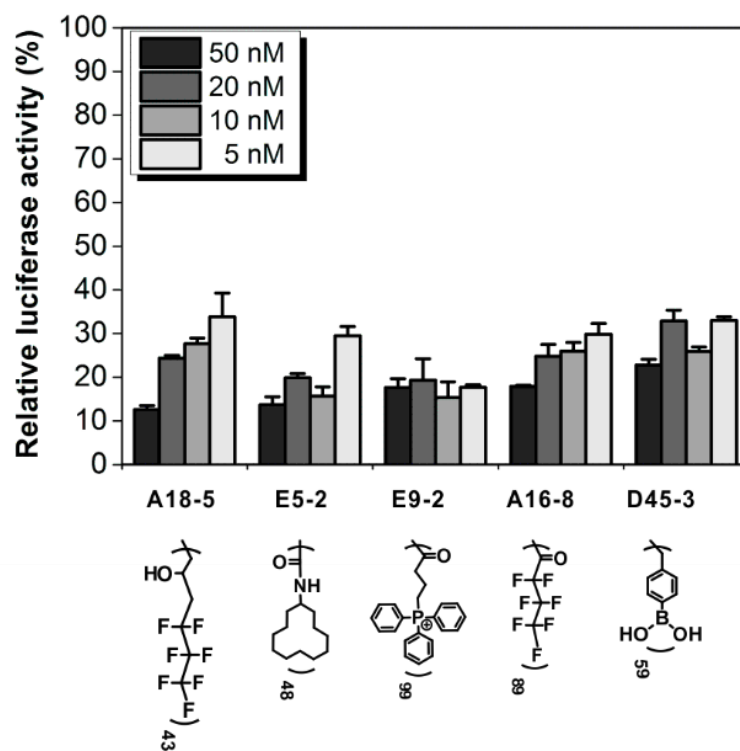 Relative luciferase activity (%)
100
90
80
70
60
50
40
30
20
10
0
50 nM
20 nM
10 nM
5 nM
A18-5 E5-2 E9-2 A16-8 D45-3
HO
F F
F F
F F
F
43
O
NH
48
O
P
⊕
99
O
F F
F F
F F
F
89
B
HO OH
59